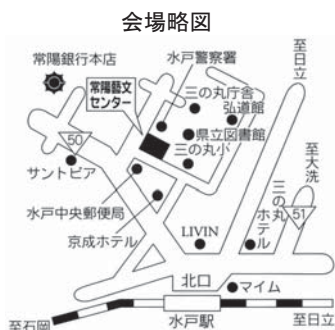 会場略図
常陽銀行本店
水戸警察署
至日立
常陽藝文
センター
三の丸庁舎
弘道館
県立図書館
三の丸小
50
サントピア
水戸中央郵便局
京成ホテル
LIVIN
三の丸
ホテル
51
至大洗
北口
マイム
至石岡
水戸駅
至日立